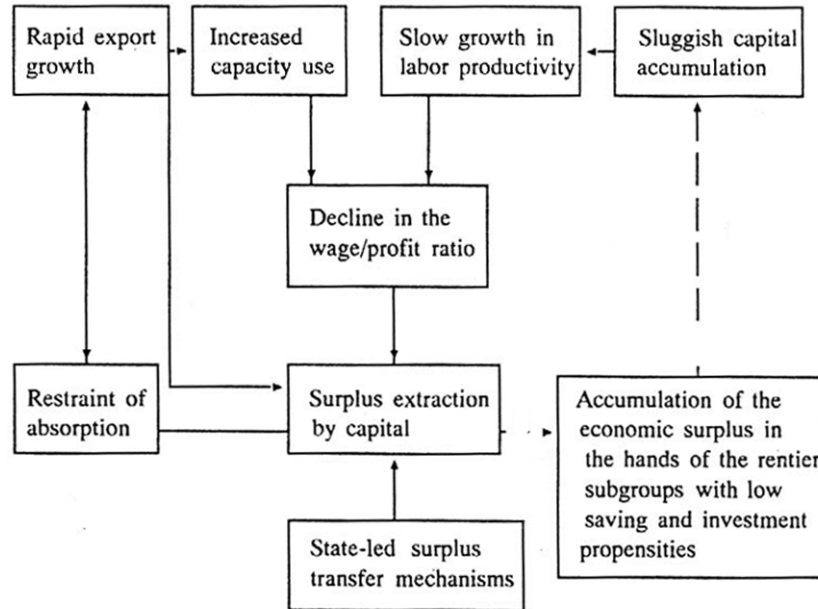 Rapid export
growth
Increased
capacity use
Slow growth in
labor productivity
Sluggish capital
accumulation
Decline in the
wage/profit ratio
Restraint of
absorption
Surplus extraction
by capital
Accumulation of the
economic surplus in
the hands of the rentier
subgroups with low
saving and investment
propensities
State-led surplus
transfer mechanisms